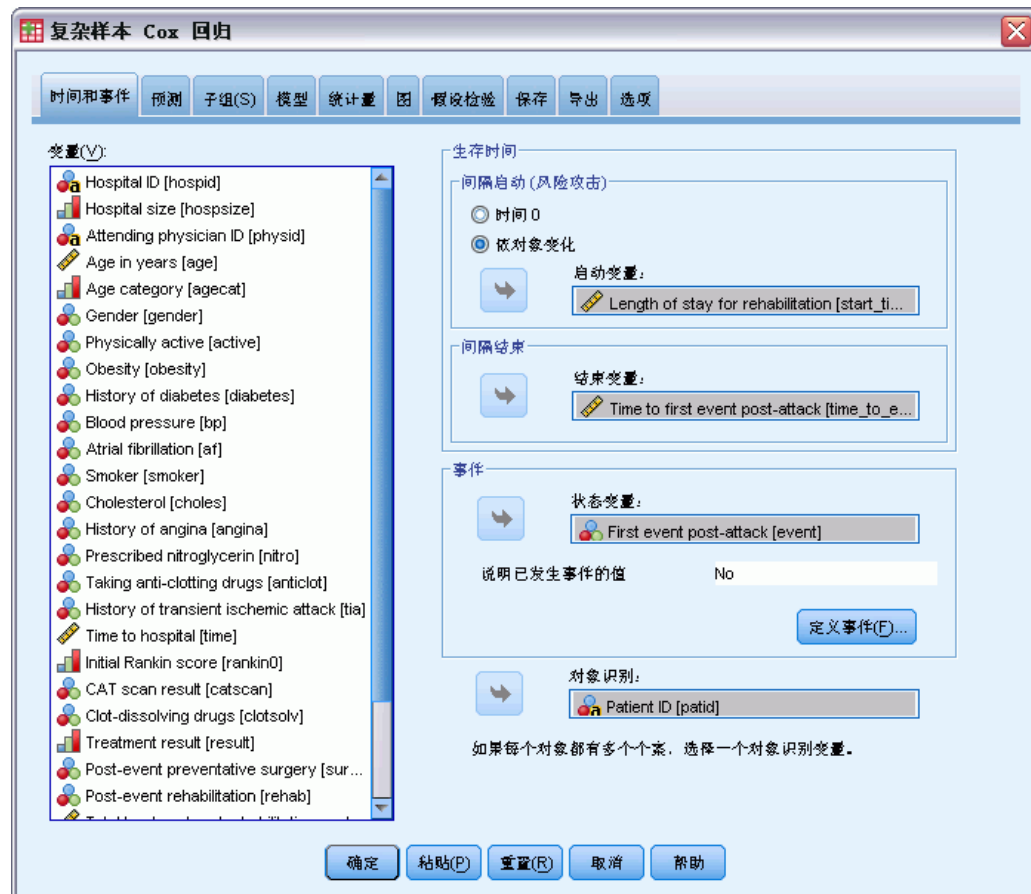 复杂样本 Cox 回归
时间和事件 预测 子组(S) 模型 统计量 图 假设检验 保存 导出 选项
变量(V):
Hospital ID [hospid]
Hospital size [hospsize]
Attending physician ID [physid]
Age in years [age]
Age category [agecat]
Gender [gender]
Physically active [active]
Obesity [obesity]
History of diabetes [diabetes]
Blood pressure [bp]
Atrial fibrillation [af]
Smoker [smoker]
Cholesterol [choles]
History of angina [angina]
Prescribed nitroglycerin [nitro]
Taking anti-clotting drugs [anticlot]
History of transient ischemic attack [tia]
Time to hospital [time]
Initial Rankin score [rankin0]
CAT scan result [catscan]
Clot-dissolving drugs [clotsolv]
Treatment result [result]
Post-event preventative surgery [sur...
Post-event rehabilitation [rehab]
生存时间
间隔启动(风险攻击)
时间 0
依对象变化
启动变量:
Length of stay for rehabilitation [start_ti...
间隔结束
结束变量:
Time to first event post-attack [time_to_e...
事件
状态变量:
First event post-attack [event]
说明已发生事件的值 No
定义事件(F)...
对象识别:
Patient ID [patid]
如果每个对象都有多个个案，选择一个对象识别变量。
确定 粘贴(P) 重置(R) 取消 帮助